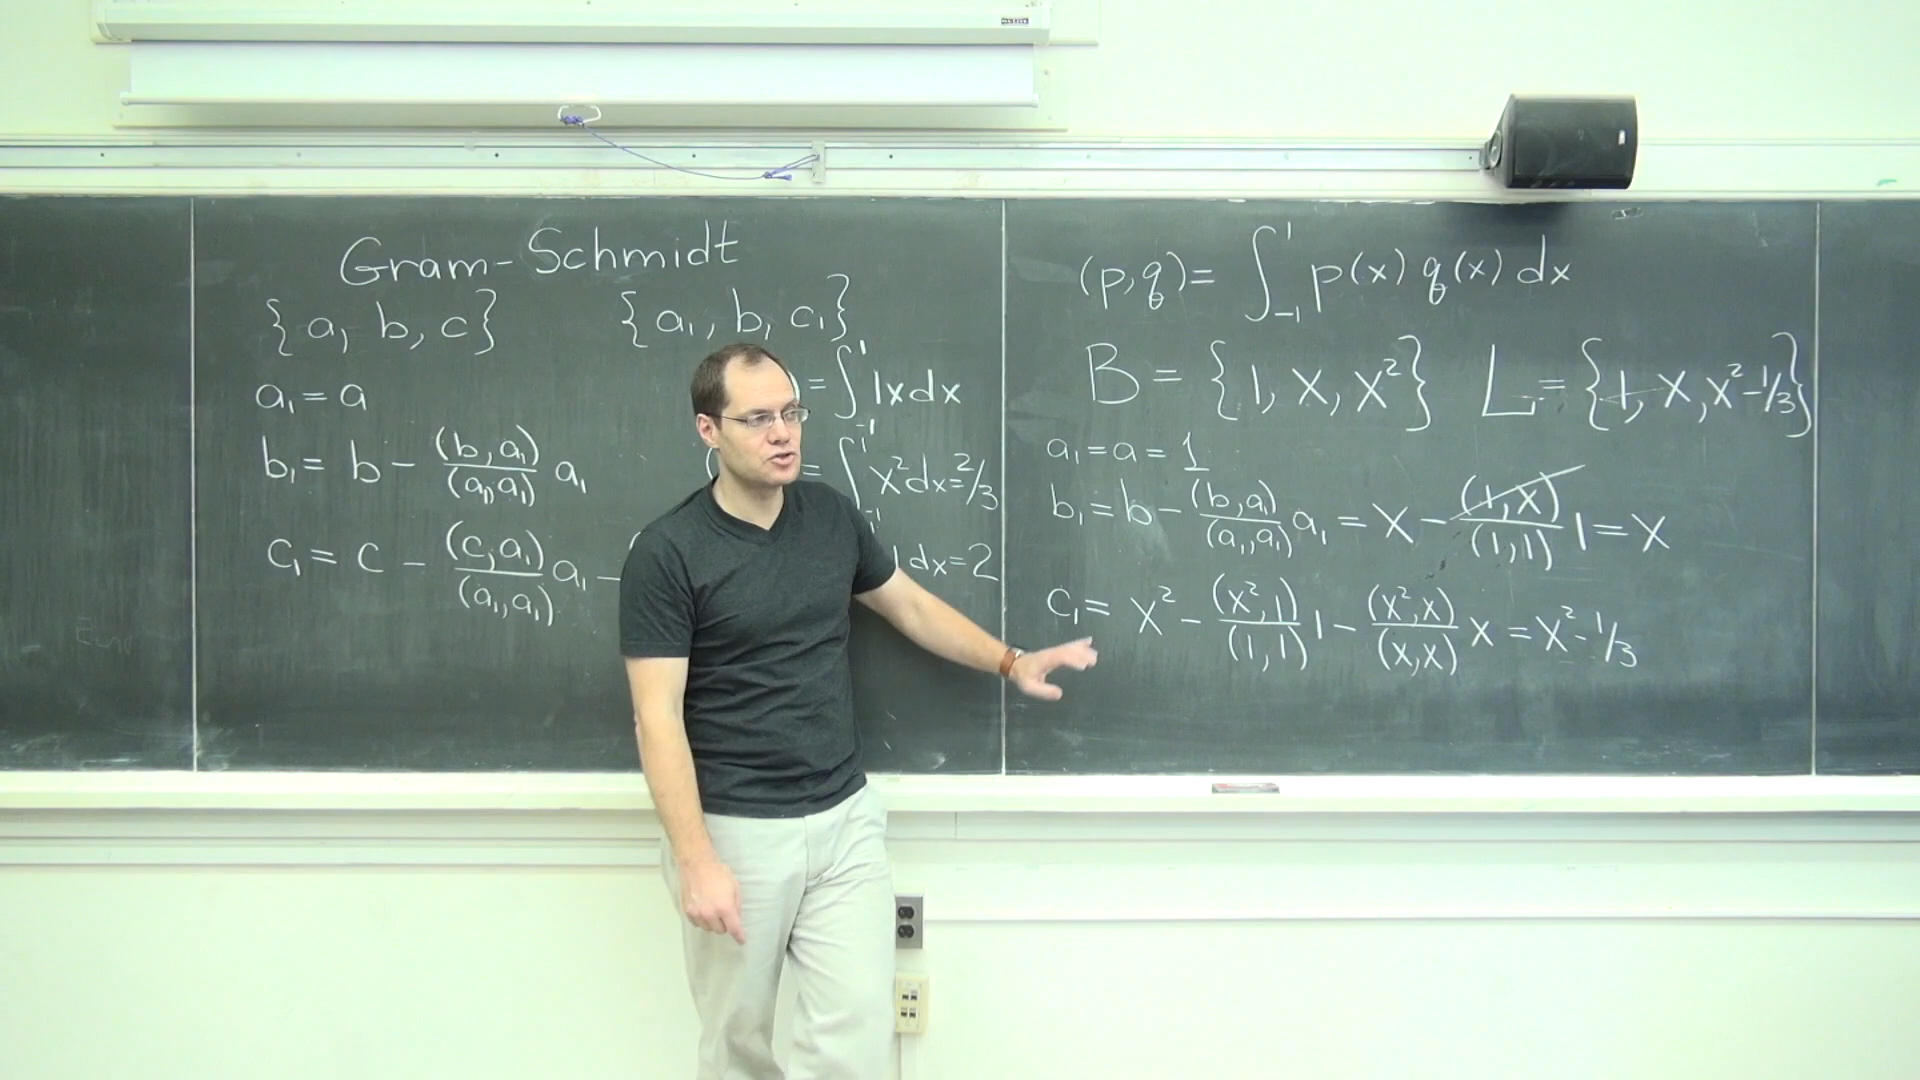 Gram-Schmidt
{a, b, c} {a₁, b, c₁}
a₁ = a
b₁ = b - (b, a₁)/(a₁, a₁) a₁
c₁ = c - (c, a₁)/(a₁, a₁) a₁ -
) = ∫₋₁¹ 1x dx
( = ∫₋₁¹ x² dx = 2/3
1 dx = 2
(p, q) = ∫₋₁¹ p(x) q(x) dx
B = {1, x, x²} L = {1, x, x² - 1/3}
a₁ = a = 1
b₁ = b - (b, a₁)/(a₁, a₁) a₁ = x - (1, x)/(1, 1) 1 = x
c₁ = x² - (x², 1)/(1, 1) 1 - (x², x)/(x, x) x = x² - 1/3